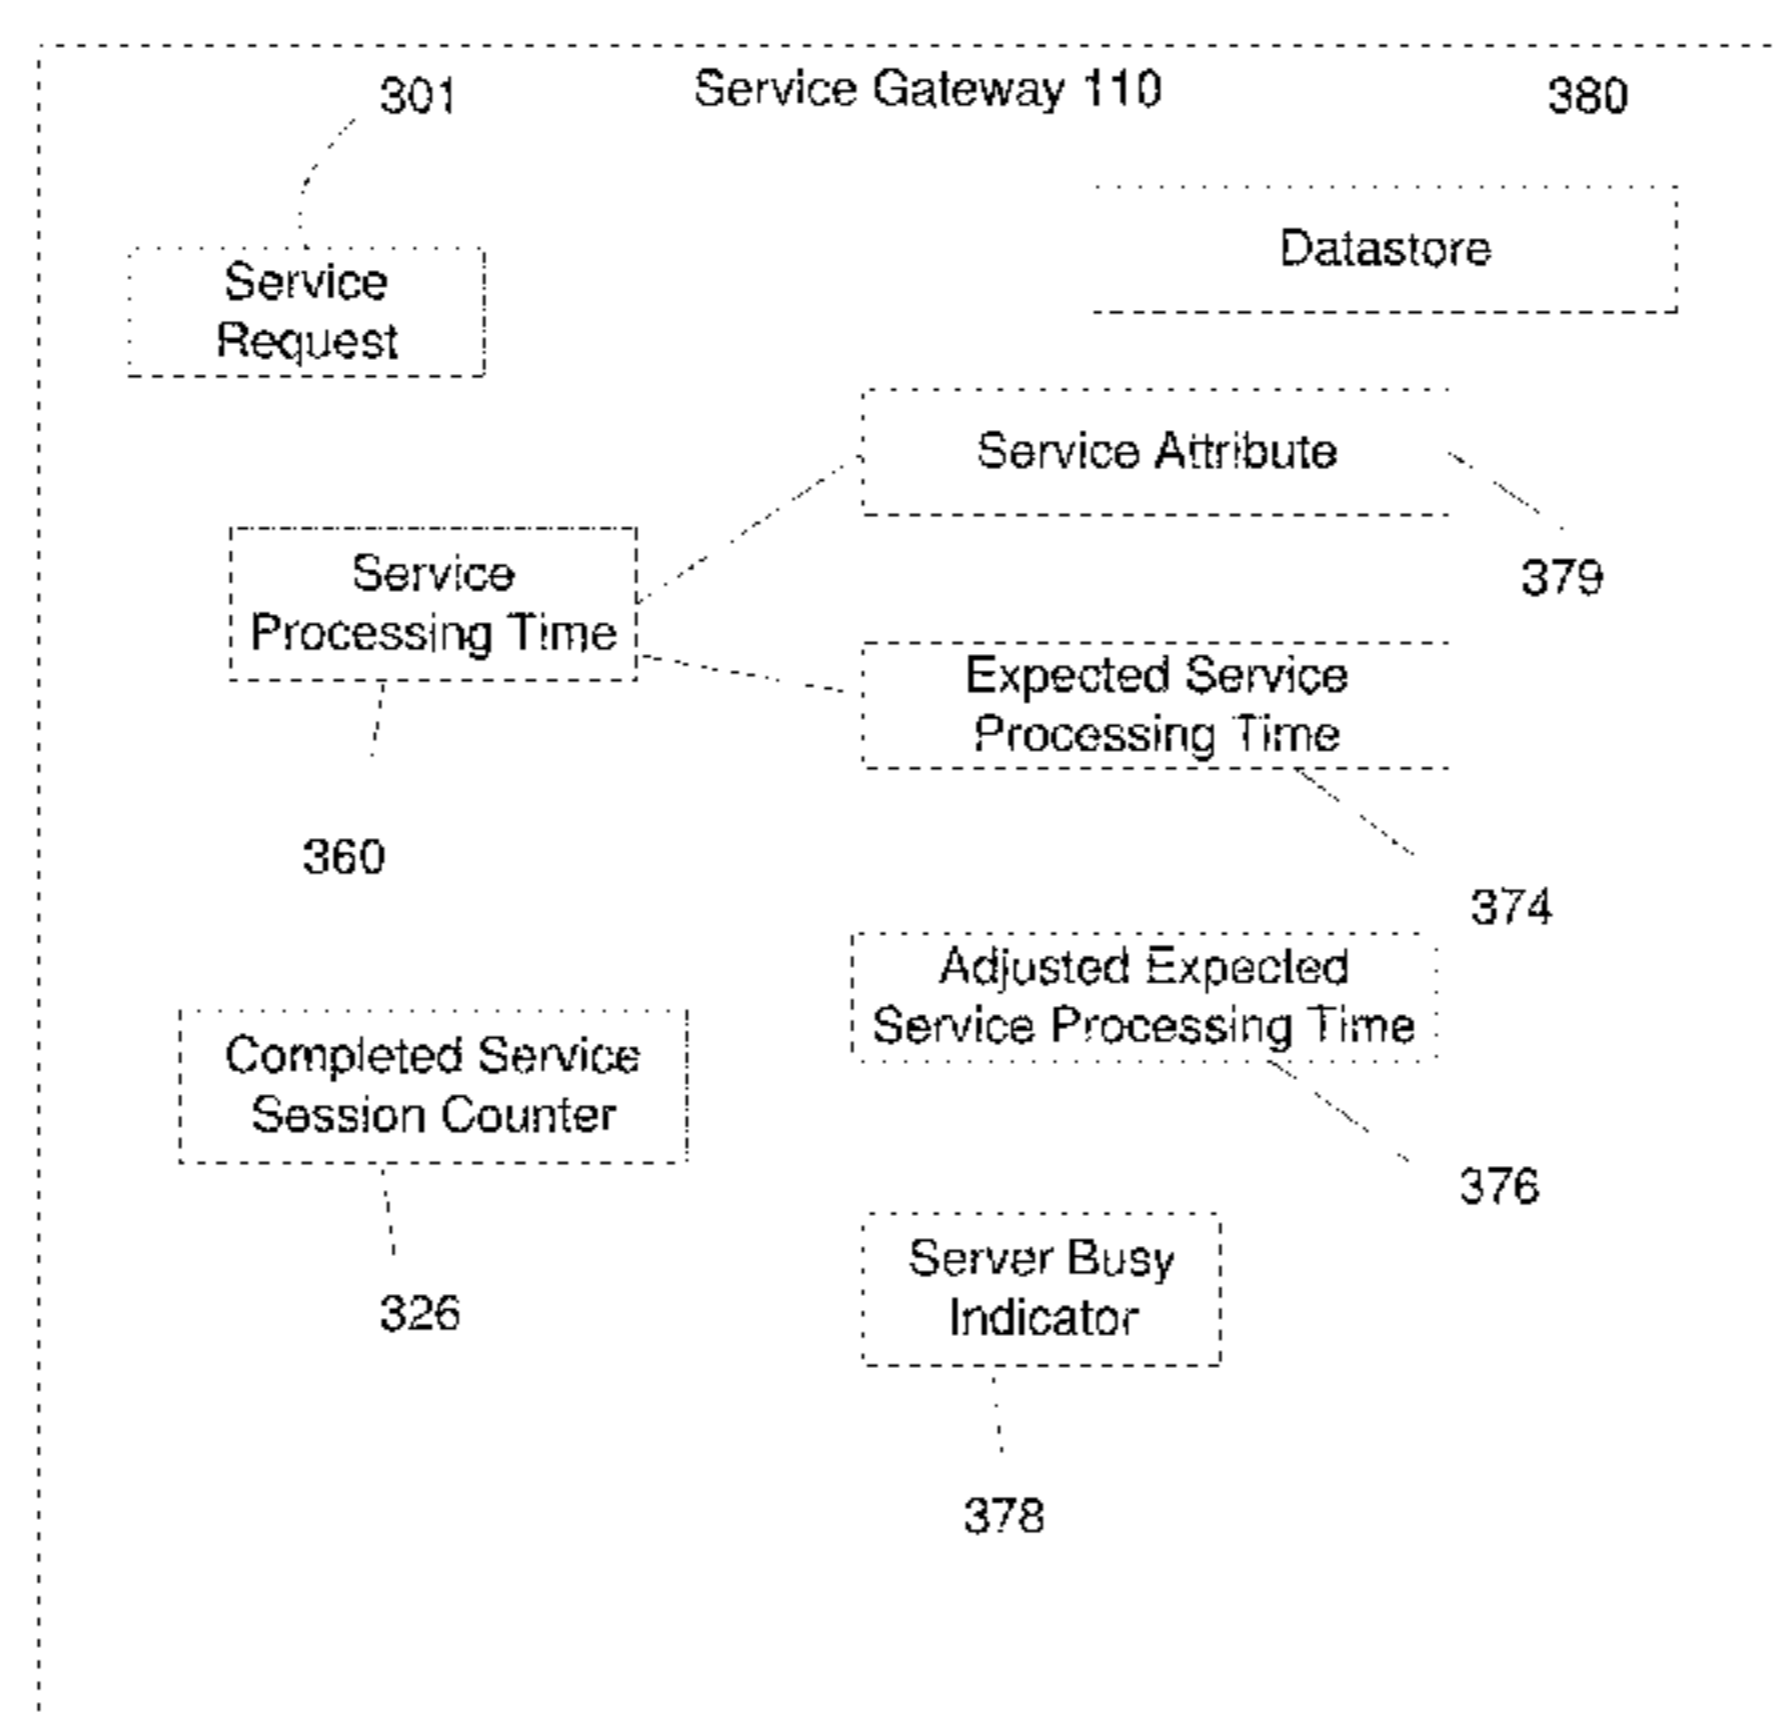 301
Service Gateway 110
380
Datastore
Service
Request
Service Attribute
379
Service
Processing Time
Expected Service
Processing Time
360
374
Adjusted Expected
Service Processing Time
Completed Service
Session Counter
376
326
Server Busy
Indicator
378